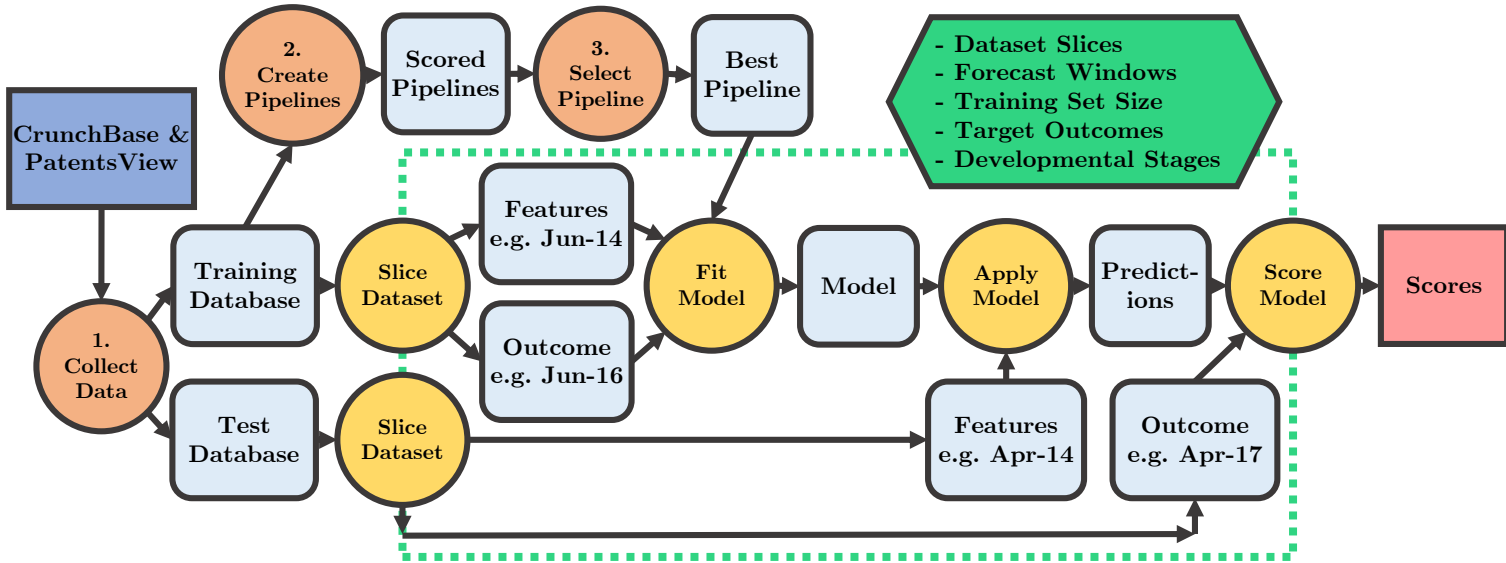 2.
Create
Pipelines
Scored
Pipelines
3.
Select
Pipeline
Best
Pipeline
- Dataset Slices
- Forecast Windows
- Training Set Size
- Target Outcomes
- Developmental Stages
CrunchBase &
PatentsView
1.
Collect
Data
Training
Database
Slice
Dataset
Features
e.g. Jun-14
Outcome
e.g. Jun-16
Fit
Model
Model
Apply
Model
Predict-
ions
Score
Model
Scores
Test
Database
Slice
Dataset
Features
e.g. Apr-14
Outcome
e.g. Apr-17